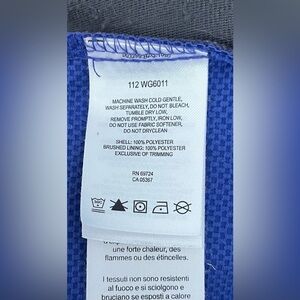 112 WG6011
MACHINE WASH COLD GENTLE,
WASH SEPARATELY, DO NOT BLEACH,
TUMBLE DRY LOW,
REMOVE PROMPTLY, IRON LOW,
DO NOT USE FABRIC SOFTENER,
DO NOT DRYCLEAN
SHELL: 100% POLYESTER
BRUSHED LINING: 100% POLYESTER
EXCLUSIVE OF TRIMMING
RN 69724
CA 05367
une forte chaleur, des
flammes ou des étincelles.
I tessuti non sono resistenti
al fuoco e si sciolgono e
bruciano se esposti a calore